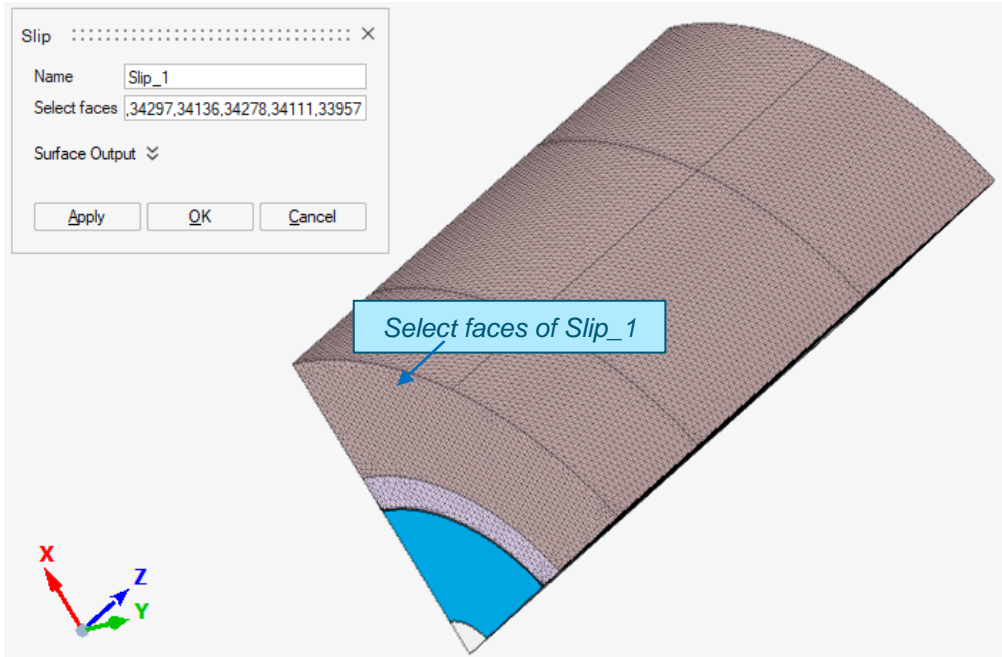 Slip
Name Slip_1
Select faces ,34297,34136,34278,34111,33957
Surface Output
Apply OK Cancel
Select faces of Slip_1
X
Z
Y